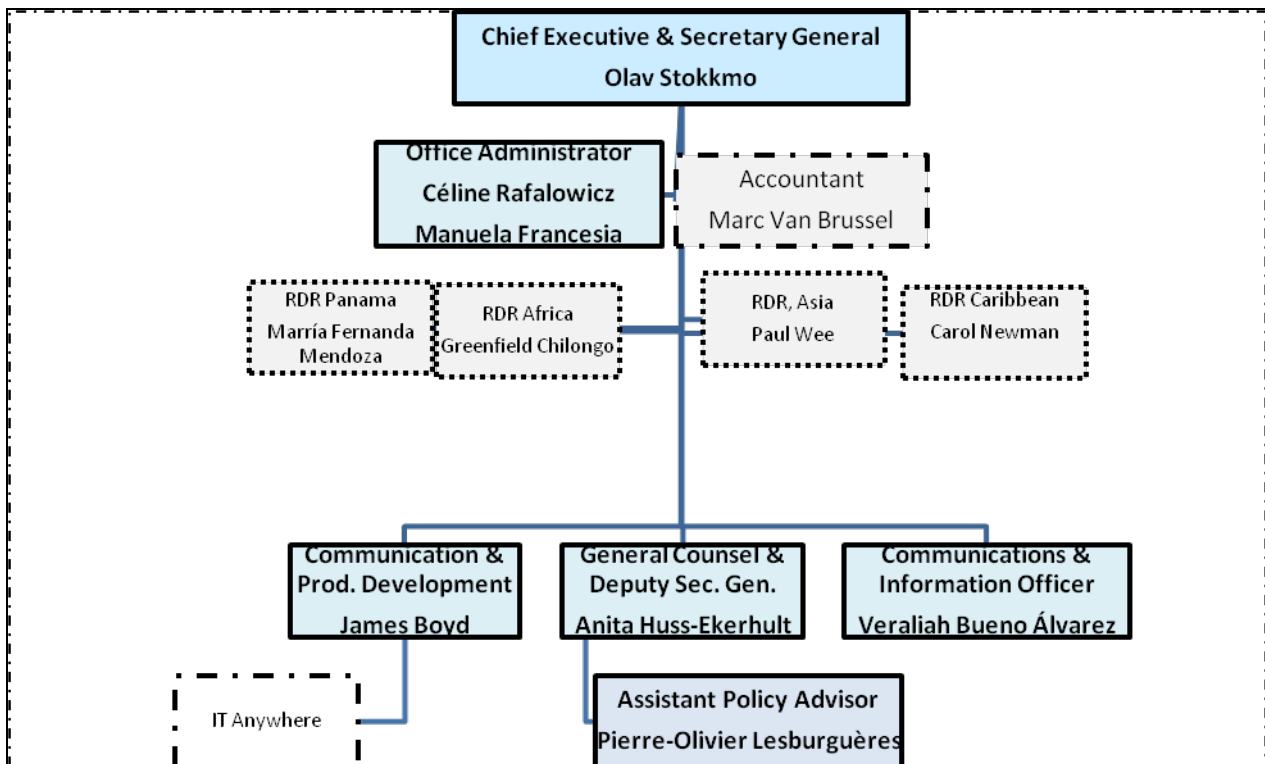 Chief Executive & Secretary General
Olav Stokkmo
Office Administrator
Céline Rafalowicz
Manuela Francesia
Accountant
Marc Van Brussel
RDR Panama
Marría Fernanda
Mendoza
RDR Africa
Greenfield Chilongo
RDR, Asia
Paul Wee
RDR Caribbean
Carol Newman
Communication &
Prod. Development
James Boyd
General Counsel &
Deputy Sec. Gen.
Anita Huss-Ekerhult
Communications &
Information Officer
Veraliah Bueno Álvarez
IT Anywhere
Assistant Policy Advisor
Pierre-Olivier Lesburguères